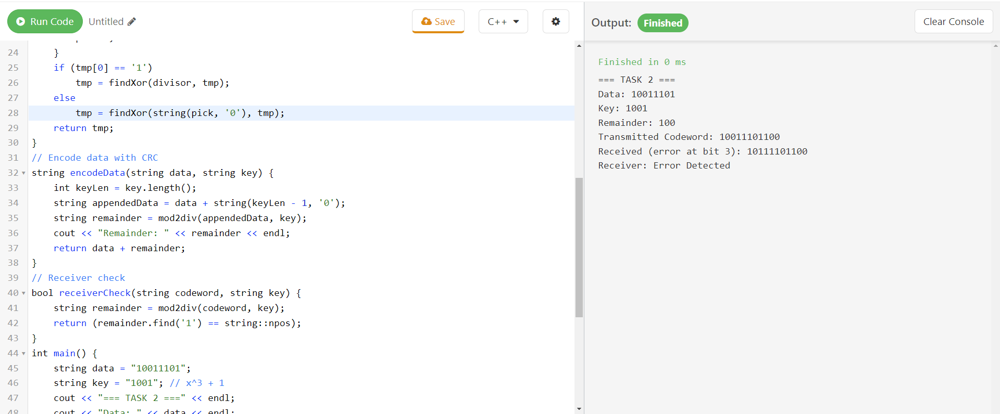 Run Code Untitled Save C++ Output: Finished Clear Console
24 }
25 if (tmp[0] == '1')
26 tmp = findXor(divisor, tmp);
27 else
28 tmp = findXor(string(pick, '0'), tmp);
29 return tmp;
30 }
31 // Encode data with CRC
32 string encodeData(string data, string key) {
33 int keyLen = key.length();
34 string appendedData = data + string(keyLen - 1, '0');
35 string remainder = mod2div(appendedData, key);
36 cout << "Remainder: " << remainder << endl;
37 return data + remainder;
38 }
39 // Receiver check
40 bool receiverCheck(string codeword, string key) {
41 string remainder = mod2div(codeword, key);
42 return (remainder.find('1') == string::npos);
43 }
44 int main() {
45 string data = "10011101";
46 string key = "1001"; // x^3 + 1
47 cout << "=== TASK 2 ===" << endl;
48 cout << "Data: " << data << endl;
Finished in 0 ms
=== TASK 2 ===
Data: 10011101
Key: 1001
Remainder: 100
Transmitted Codeword: 10011101100
Received (error at bit 3): 10111101100
Receiver: Error Detected